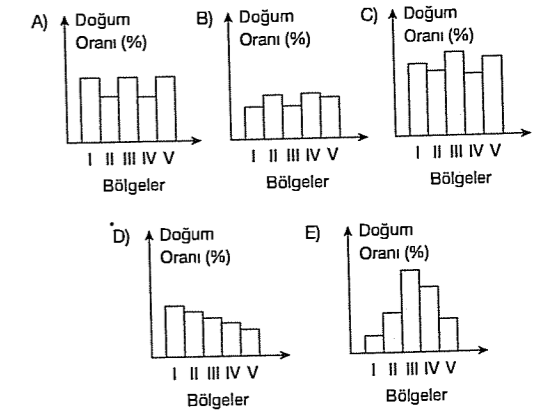 A) Doğum
Oranı (%)
I II III IV V
Bölgeler
B) Doğum
Oranı (%)
I II III IV V
Bölgeler
C) Doğum
Oranı (%)
I II III IV V
Bölgeler
D) Doğum
Oranı (%)
I II III IV V
Bölgeler
E) Doğum
Oranı (%)
I II III IV V
Bölgeler